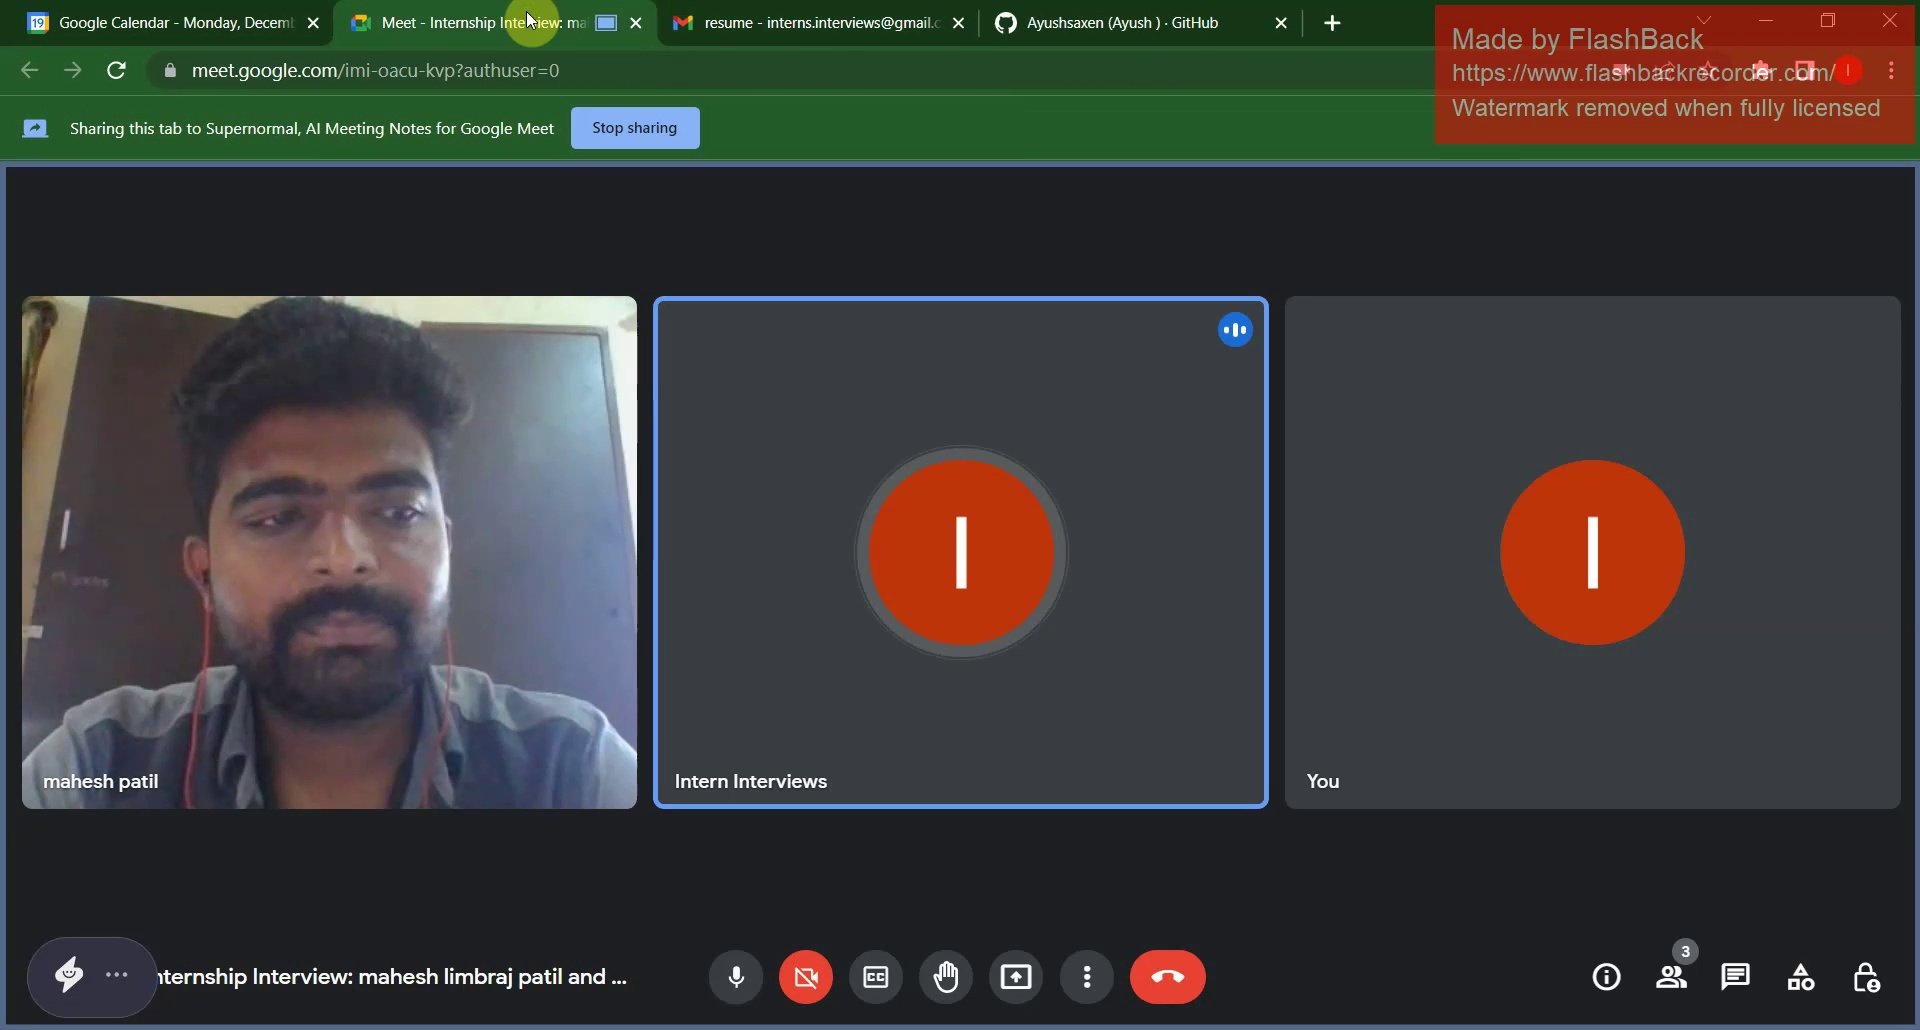 Google Calendar - Monday, Decem
Meet - Internship Interview: ma
resume - interns.interviews@gmail.c
Ayushsaxen (Ayush ) · GitHub
meet.google.com/imi-oacu-kvp?authuser=0
Made by FlashBack
https://www.flashbackrecorder.com/
Watermark removed when fully licensed
Sharing this tab to Supernormal, AI Meeting Notes for Google Meet
Stop sharing
I
I
mahesh patil
Intern Interviews
You
nternship Interview: mahesh limbraj patil and ...
CC
3